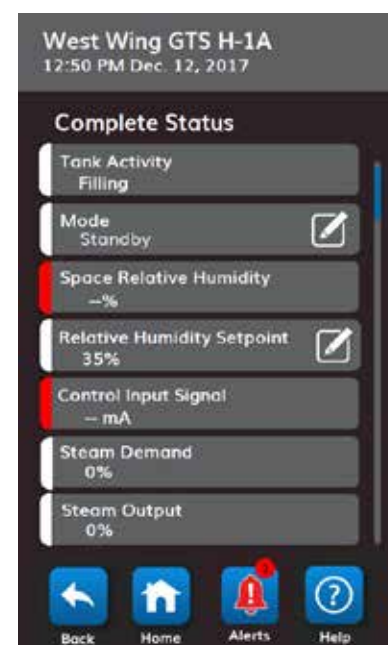 West Wing GTS H-1A
12:50 PM Dec. 12, 2017
Complete Status
Tank Activity
Filling
Mode
Standby
Space Relative Humidity
--%
Relative Humidity Setpoint
35%
Control Input Signal
-- mA
Steam Demand
0%
Steam Output
0%
Back Home Alerts Help